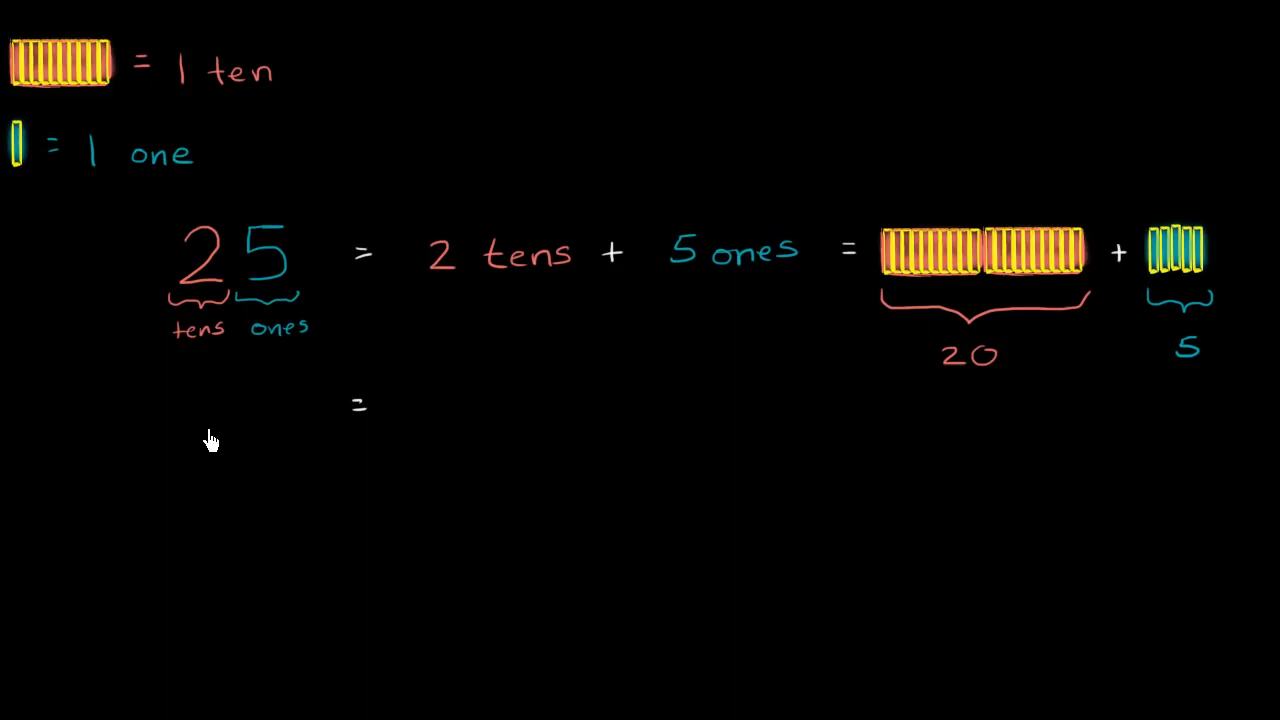 = 1 ten
= 1 one
25 = 2 tens + 5 ones = +
tens ones
20 5
=